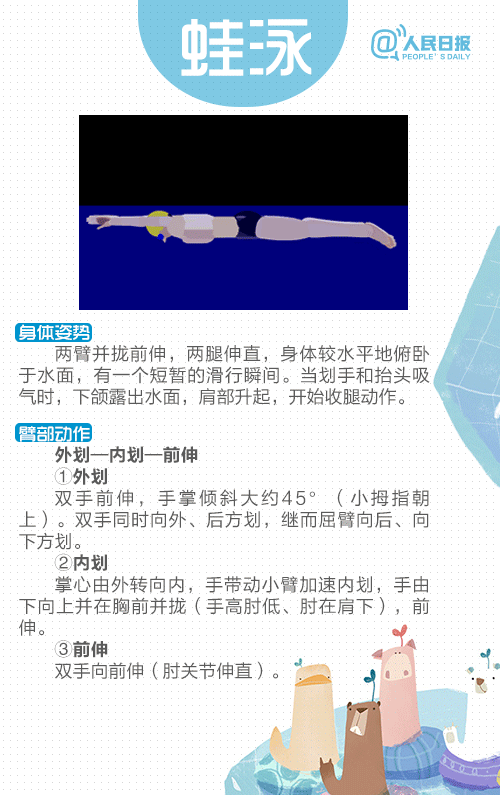 蛙泳
@人民日报
PEOPLE'S DAILY
身体姿势
两臂并拢前伸，两腿伸直，身体较水平地俯卧
于水面，有一个短暂的滑行瞬间。当划手和抬头吸
气时，下颌露出水面，肩部升起，开始收腿动作。
臂部动作
外划—内划—前伸
①外划
双手前伸，手掌倾斜大约45°（小拇指朝
上）。双手同时向外、后方划，继而屈臂向后、向
下方划。
②内划
掌心由外转向内，手带动小臂加速内划，手由
下向上并在胸前并拢（手高肘低、肘在肩下），前
伸。
③前伸
双手向前伸（肘关节伸直）。